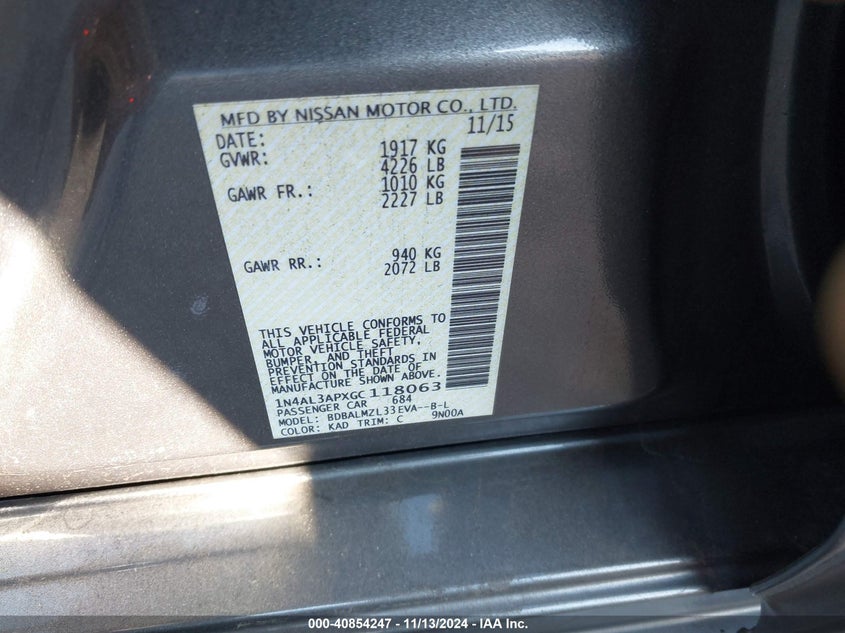 MFD BY NISSAN MOTOR CO., LTD.
DATE: 11/15
GVWR: 1917 KG
4226 LB
GAWR FR.: 1010 KG
2227 LB
GAWR RR.: 940 KG
2072 LB
THIS VEHICLE CONFORMS TO
ALL APPLICABLE FEDERAL
MOTOR VEHICLE SAFETY,
BUMPER, AND THEFT
PREVENTION STANDARDS IN
EFFECT ON THE DATE OF
MANUFACTURE SHOWN ABOVE.
1N4AL3APXGC118063
PASSENGER CAR 684
MODEL: BDBALMZL33EVA--B-L
COLOR: KAD TRIM: C 9N00A
000-40854247 - 11/13/2024 - IAA Inc.